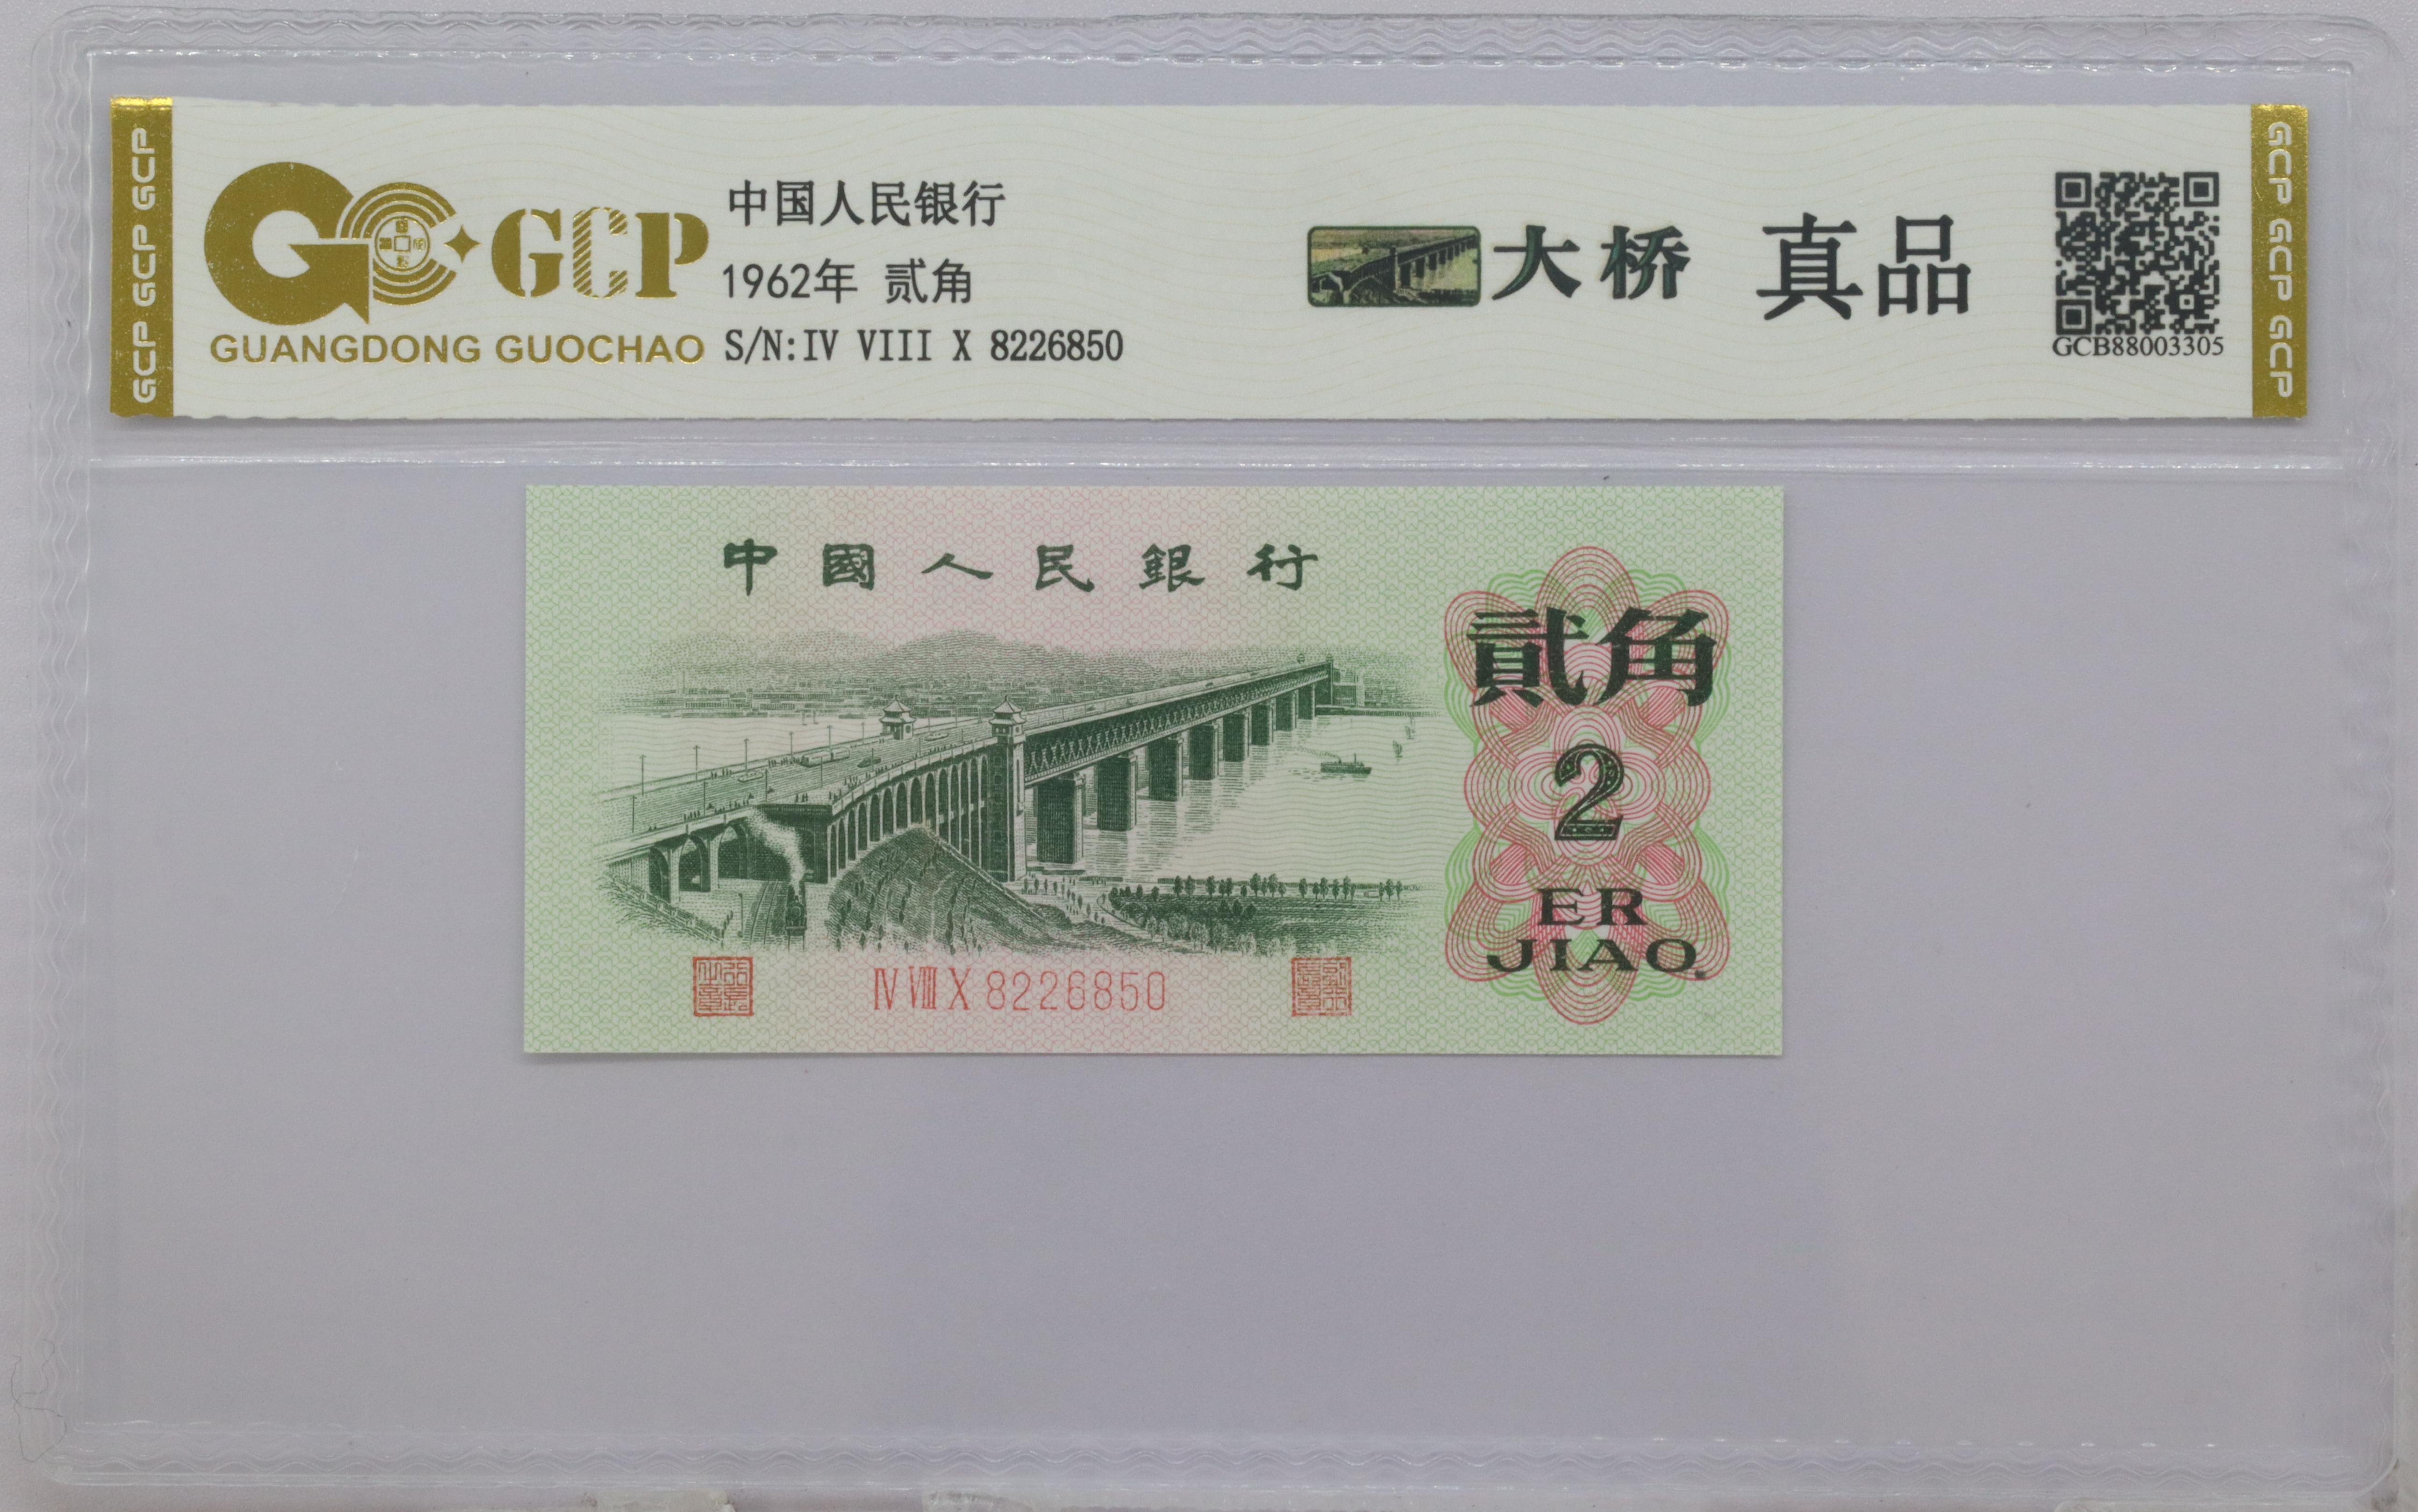 GCP GCP GCP
GCP
GUANGDONG GUOCHAO
中国人民银行
1962年 贰角
S/N:IV VIII X 8226850
大桥 真品
GCB88003305
GCP GCP GCP
中國人民銀行
貳角
2
ER
JIAO
IV VIII X 8226850